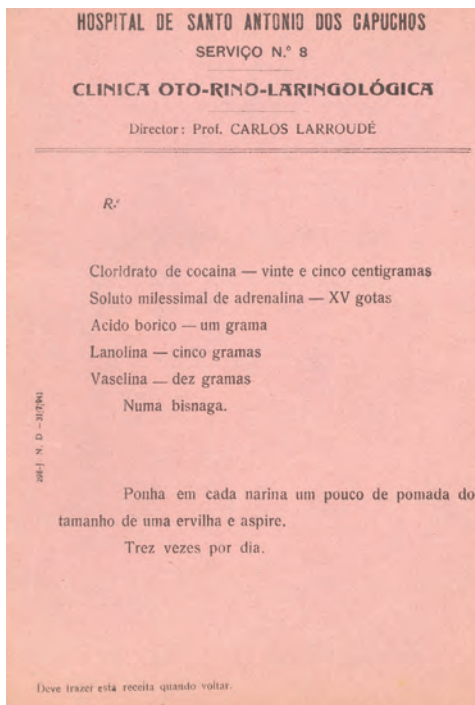 HOSPITAL DE SANTO ANTONIO DOS CAPUCHOS
SERVIÇO N.º 8
CLINICA OTO-RINO-LARINGOLÓGICA
Director: Prof. CARLOS LARROUDÉ
R.e
Cloridrato de cocaina — vinte e cinco centigramas
Soluto milessimal de adrenalina — XV gotas
Acido borico — um grama
Lanolina — cinco gramas
Vaselina — dez gramas
Numa bisnaga.
N. D — 31/7/941
Ponha em cada narina um pouco de pomada do
tamanho de uma ervilha e aspire.
Trez vezes por dia.
Deve trazer esta receita quando voltar.